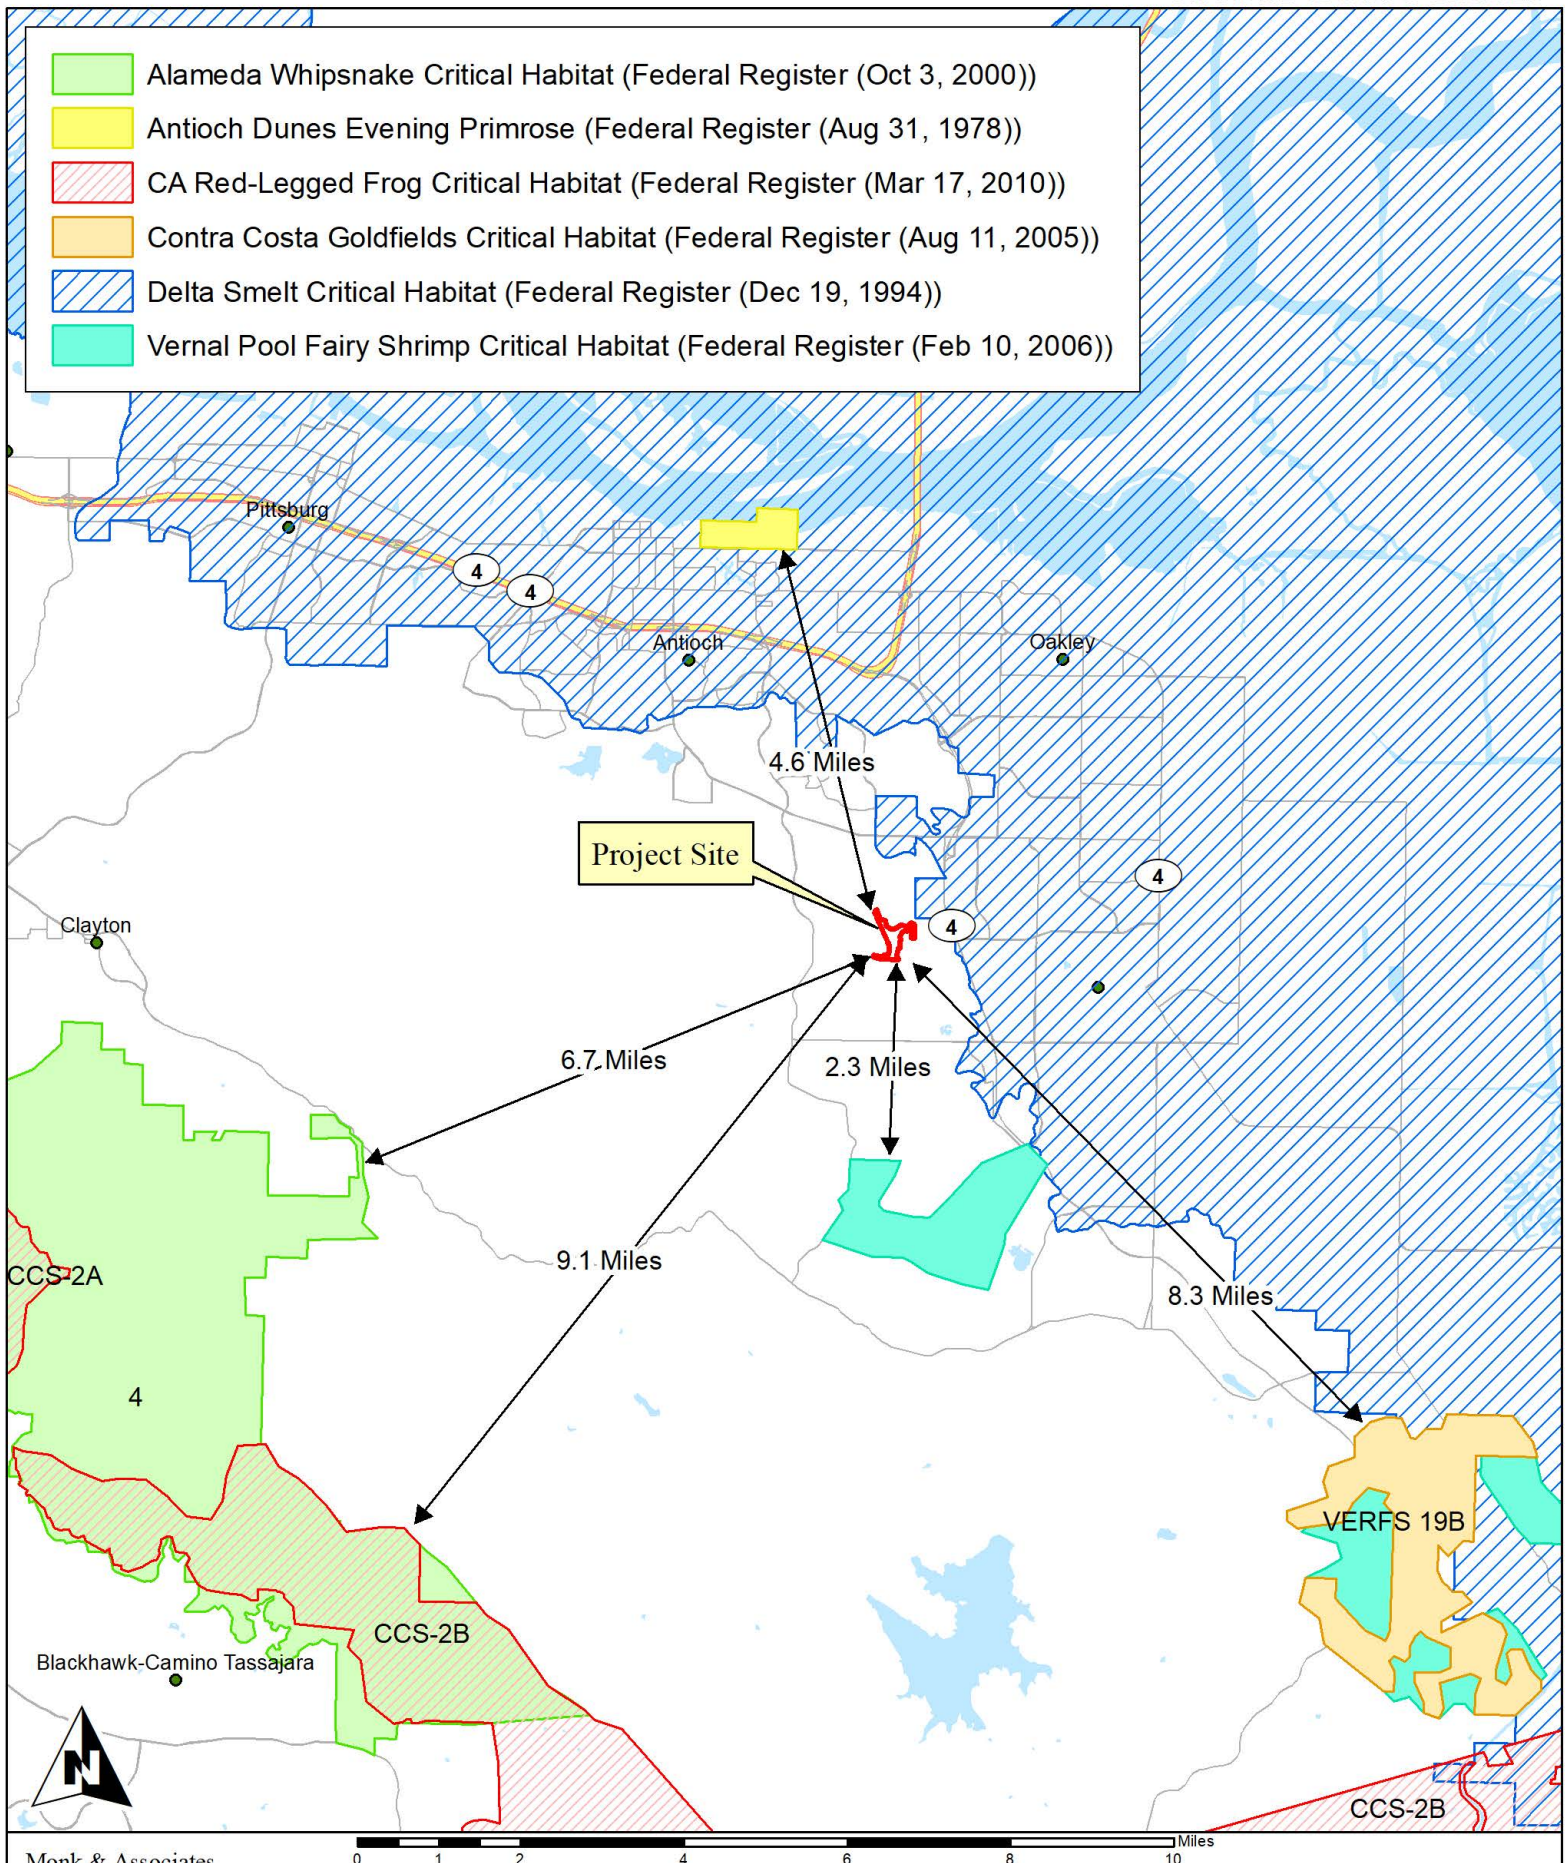 Alameda Whipsnake Critical Habitat (Federal Register (Oct 3, 2000))
Antioch Dunes Evening Primrose (Federal Register (Aug 31, 1978))
CA Red-Legged Frog Critical Habitat (Federal Register (Mar 17, 2010))
Contra Costa Goldfields Critical Habitat (Federal Register (Aug 11, 2005))
Delta Smelt Critical Habitat (Federal Register (Dec 19, 1994))
Vernal Pool Fairy Shrimp Critical Habitat (Federal Register (Feb 10, 2006))
Pittsburg
4
4
Antioch
Oakley
4.6 Miles
Project Site
4
Clayton
4
6.7 Miles
2.3 Miles
9.1 Miles
CCS-2A
8.3 Miles
4
VERFS 19B
CCS-2B
Blackhawk-Camino Tassajara
N
CCS-2B
Miles
Monk & Associates
0 1 2 4 6 8 10